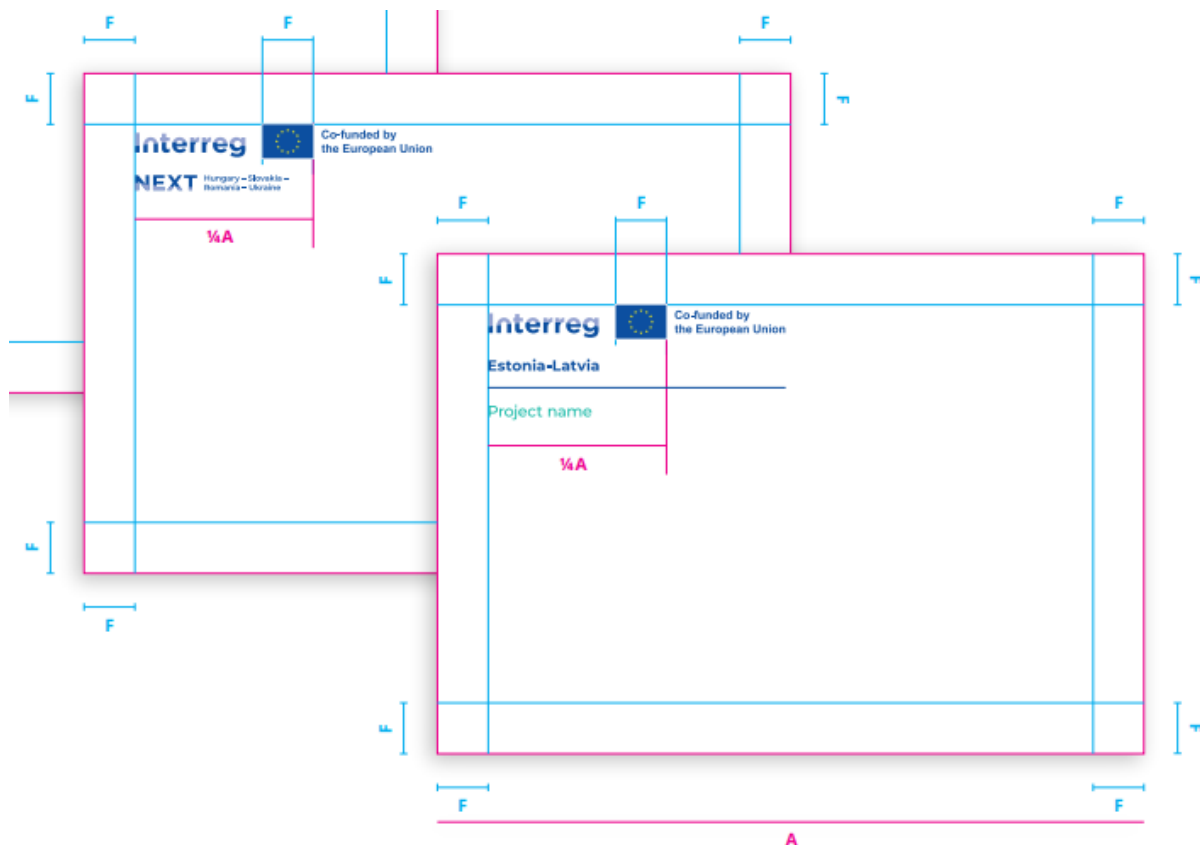 F
F
F
F
F
Interreg
Co-funded by
the European Union
NEXT
Hungary – Slovakia –
Romania – Ukraine
¼A
F
F
F
F
F
Interreg
Co-funded by
the European Union
Estonia-Latvia
Project name
¼A
F
F
F
F
F
F
A